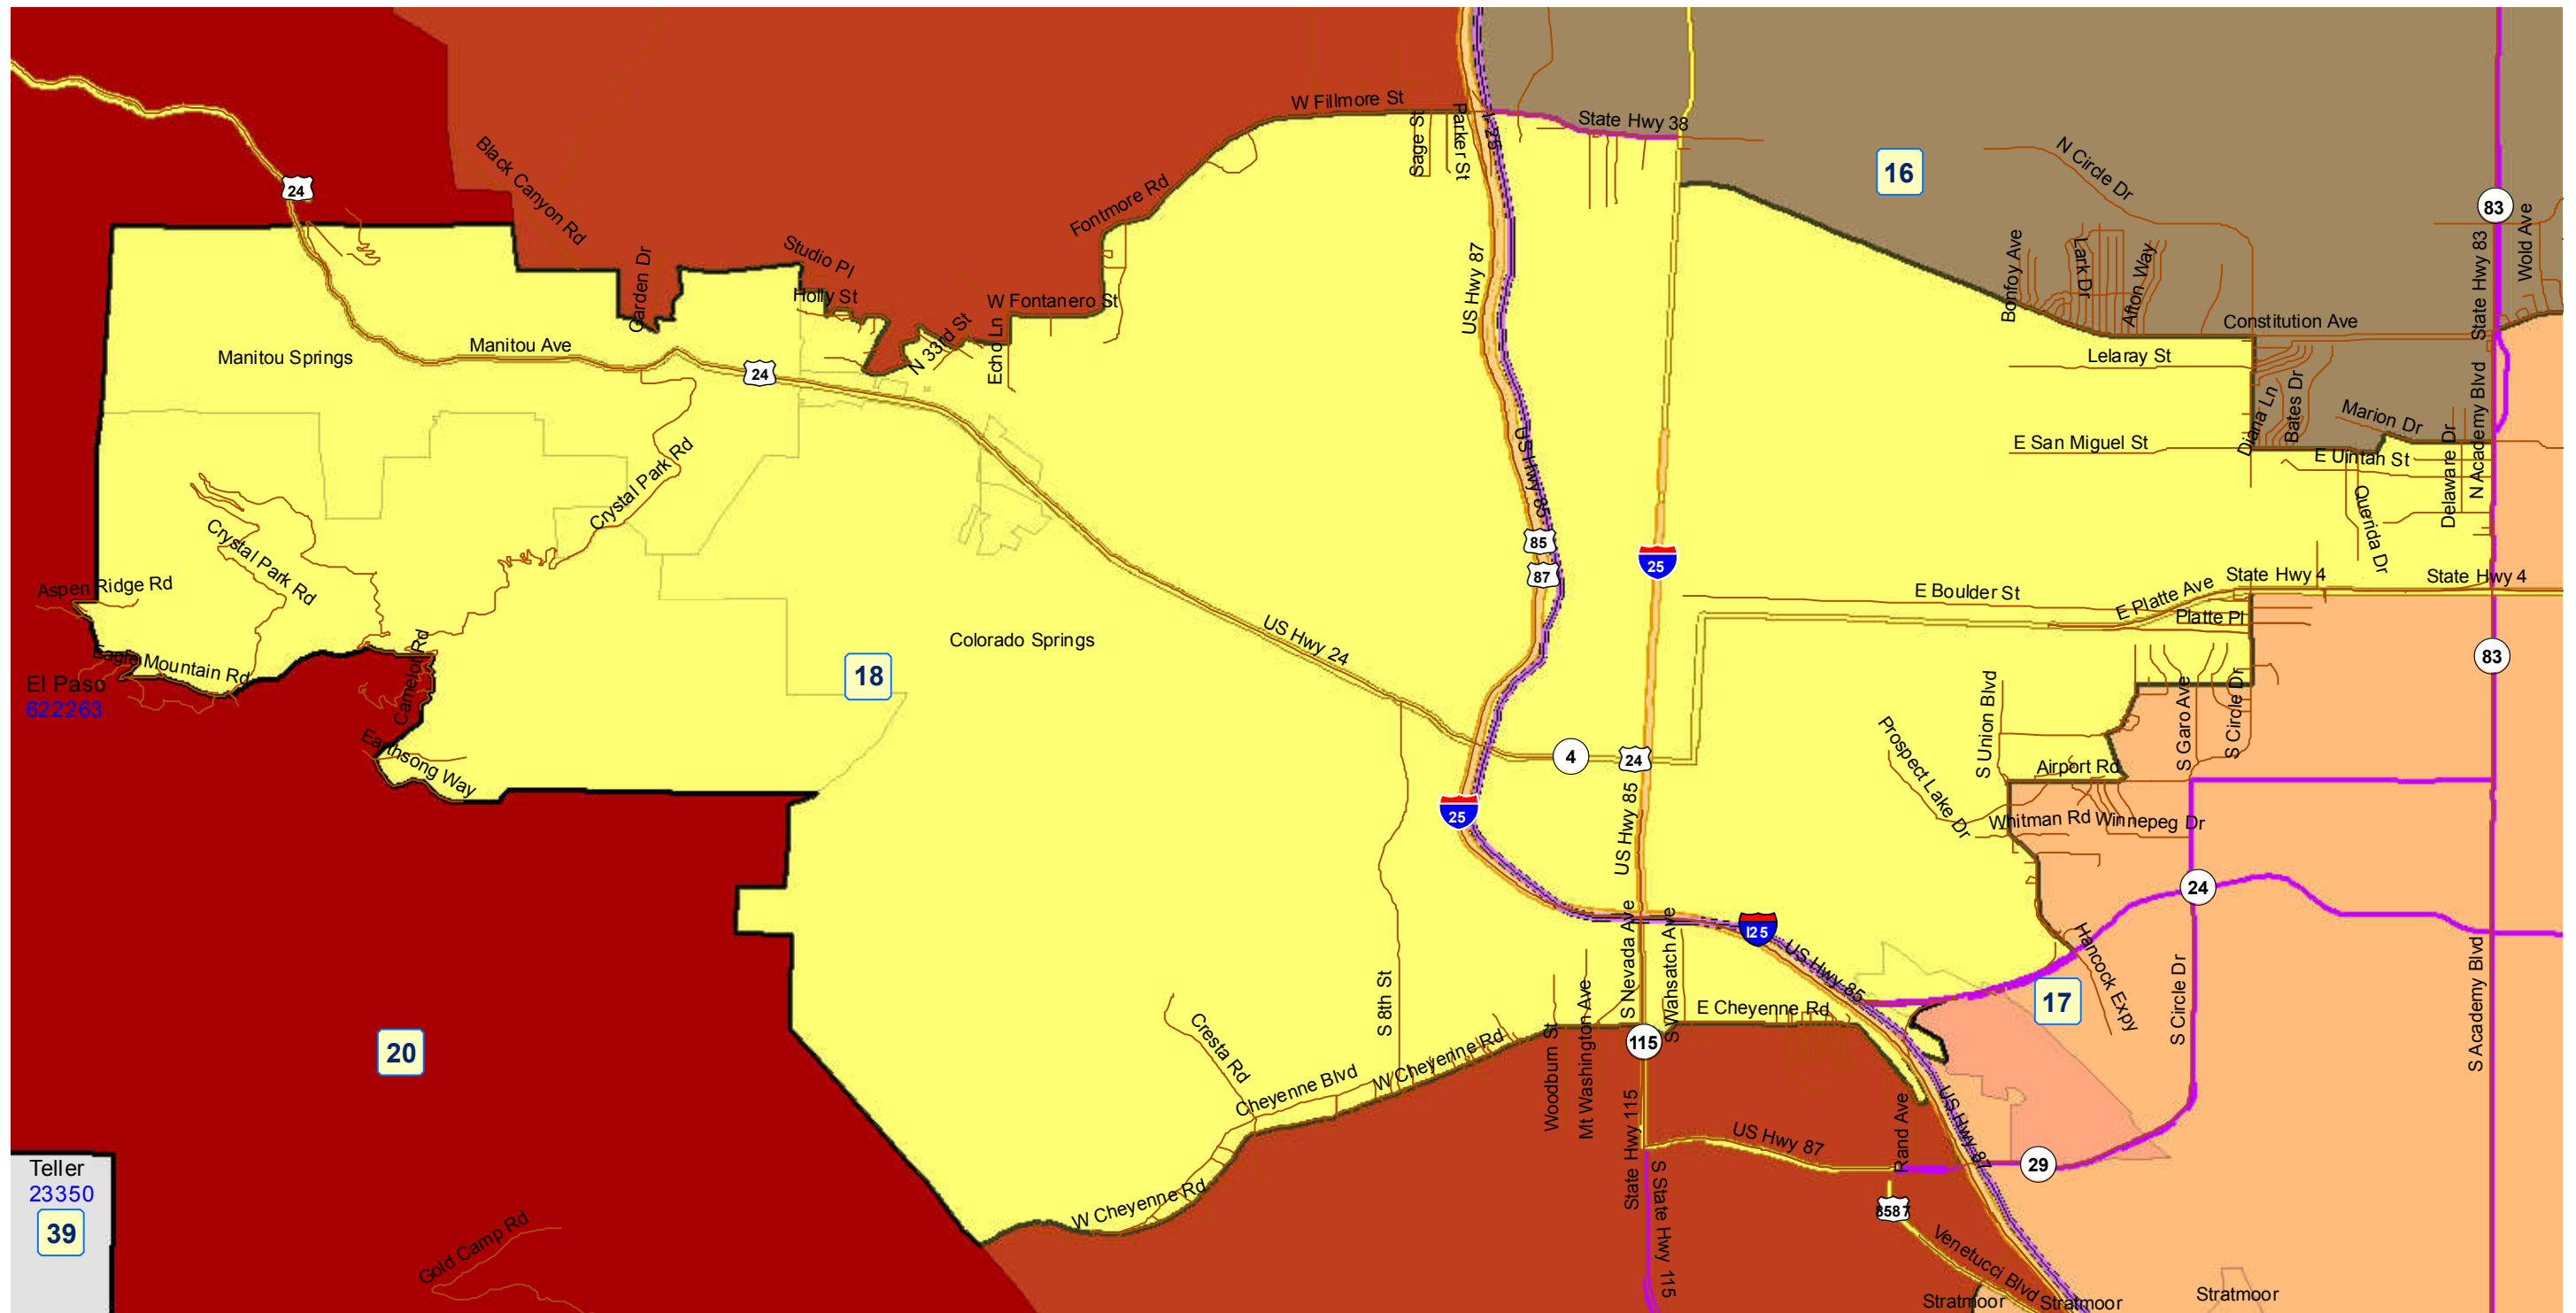 W Fillmore St
State Hwy 38
I-25
Sage St
Parker St
16
N Circle Dr
83
24
Black Canyon Rd
Fontmore Rd
State Hwy 83
Wold Ave
Garden Dr
Studio Pl
Holly St
W Fontanero St
US Hwy 87
Bonfoy Ave
Lark Dr
Afton Way
Constitution Ave
Manitou Springs
Manitou Ave
24
N 33rd St
Echo Ln
Lelaray St
Diana Ln
Bates Dr
Marion Dr
N Academy Blvd
Crystal Park Rd
US Hwy 85
E San Miguel St
E Uintah St
Querida Dr
Delaware Dr
Crystal Park Rd
85
87
25
Aspen Ridge Rd
E Boulder St
E Platte Ave
State Hwy 4
State Hwy 4
Platte Pl
Colorado Springs
US Hwy 24
18
Eagle Mountain Rd
Camelot Rd
El Paso
622263
83
S Union Blvd
S Garo Ave
S Circle Dr
Earthsong Way
4
24
Prospect Lake Dr
Airport Rd
25
US Hwy 85
Whitman Rd
Winnepeg Dr
24
S Nevada Ave
S Wahsatch Ave
I25
US Hwy 85
Hancock Expy
S 8th St
Cresta Rd
Woodburn St
Mt Washington Ave
E Cheyenne Rd
17
S Circle Dr
S Academy Blvd
20
115
Cheyenne Blvd
W Cheyenne Rd
State Hwy 115
US Hwy 87
Rand Ave
US Hwy 87
29
Teller
23350
39
W Cheyenne Rd
S State Hwy 115
8587
Gold Camp Rd
Venetucci Blvd
Stratmoor
Stratmoor
Stratmoor